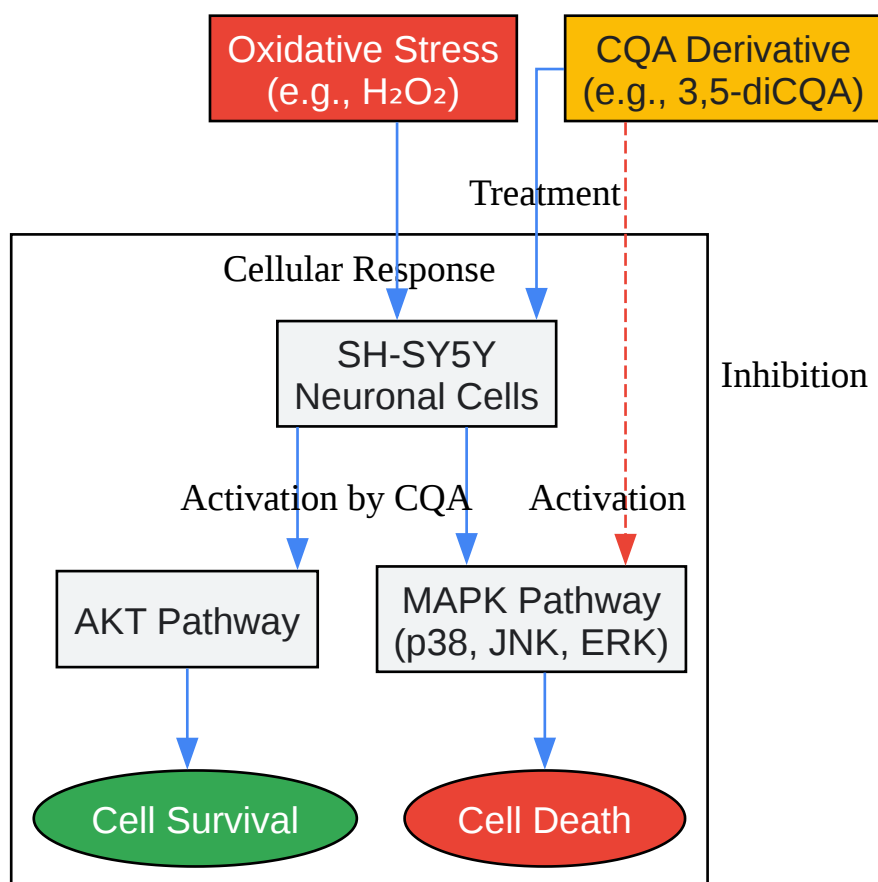 Oxidative Stress
(e.g., H₂O₂)
CQA Derivative
(e.g., 3,5-diCQA)
Treatment
Cellular Response
SH-SY5Y
Neuronal Cells
Inhibition
Activation by CQA
Activation
AKT Pathway
MAPK Pathway
(p38, JNK, ERK)
Cell Survival
Cell Death